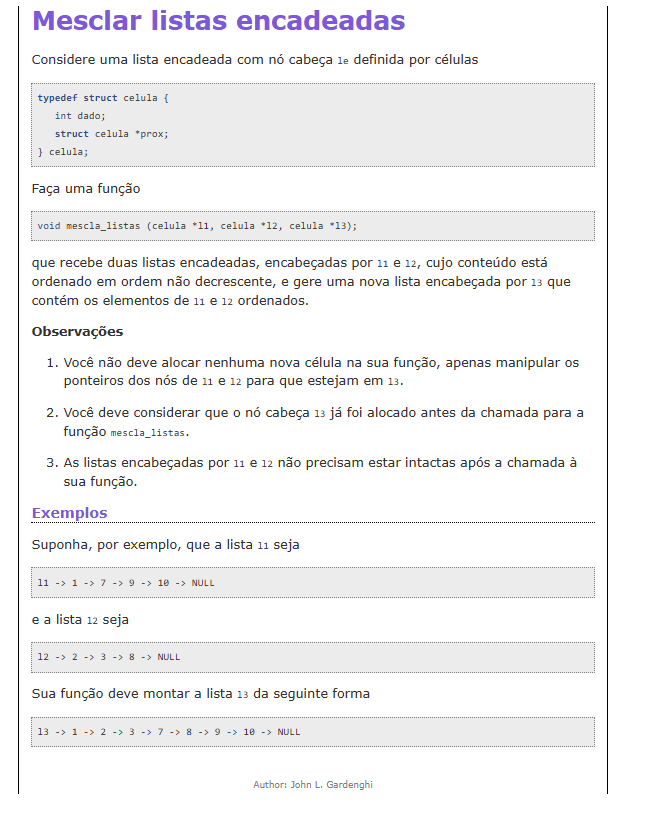 Mesclar listas encadeadas
Considere uma lista encadeada com nó cabeça le definida por células
typedef struct celula {
int dado;
struct celula *prox;
} celula;
Faça uma função
void mescla_listas (celula *l1, celula *l2, celula *l3);
que recebe duas listas encadeadas, encabeçadas por l1 e l2, cujo conteúdo está
ordenado em ordem não decrescente, e gere uma nova lista encabeçada por l3 que
contém os elementos de l1 e l2 ordenados.
Observações
1. Você não deve alocar nenhuma nova célula na sua função, apenas manipular os
ponteiros dos nós de l1 e l2 para que estejam em l3.
2. Você deve considerar que o nó cabeça l3 já foi alocado antes da chamada para a
função mescla_listas.
3. As listas encabeçadas por l1 e l2 não precisam estar intactas após a chamada à
sua função.
Exemplos
Suponha, por exemplo, que a lista l1 seja
l1 -> 1 -> 7 -> 9 -> 10 -> NULL
e a lista l2 seja
l2 -> 2 -> 3 -> 8 -> NULL
Sua função deve montar a lista l3 da seguinte forma
l3 -> 1 -> 2 -> 3 -> 7 -> 8 -> 9 -> 10 -> NULL
Author: John L. Gardenghi